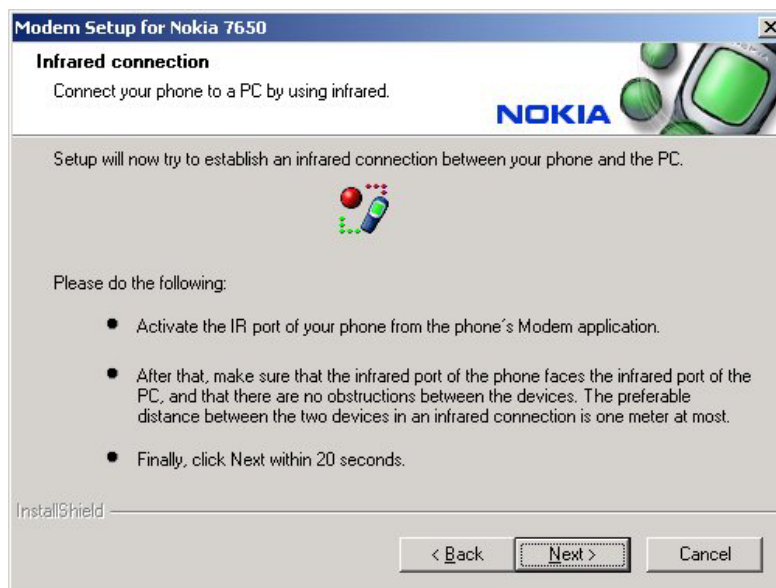 Modem Setup for Nokia 7650
Infrared connection
Connect your phone to a PC by using infrared.
NOKIA
Setup will now try to establish an infrared connection between your phone and the PC.
Please do the following:
● Activate the IR port of your phone from the phone´s Modem application.
● After that, make sure that the infrared port of the phone faces the infrared port of the
PC, and that there are no obstructions between the devices. The preferable
distance between the two devices in an infrared connection is one meter at most.
● Finally, click Next within 20 seconds.
InstallShield
< Back Next > Cancel